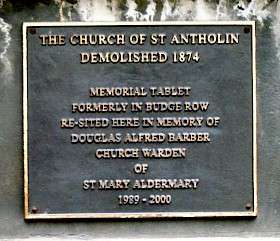 THE CHURCH OF ST ANTHOLIN
DEMOLISHED 1874
MEMORIAL TABLET
FORMERLY IN BUDGE ROW
RE-SITED HERE IN MEMORY OF
DOUGLAS ALFRED BARBER
CHURCH WARDEN
OF
ST MARY ALDERMARY
1989 - 2000